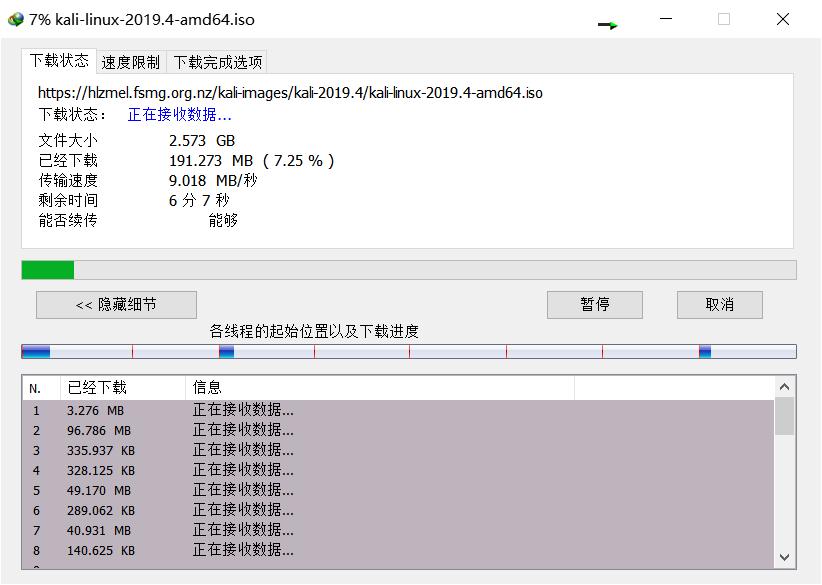 7% kali-linux-2019.4-amd64.iso
下载状态 速度限制 下载完成选项
https://hlzmel.fsmg.org.nz/kali-images/kali-2019.4/kali-linux-2019.4-amd64.iso
下载状态： 正在接收数据...
文件大小 2.573 GB
已经下载 191.273 MB ( 7.25 % )
传输速度 9.018 MB/秒
剩余时间 6 分 7 秒
能否续传 能够
<< 隐藏细节 暂停 取消
各线程的起始位置以及下载进度
N. 已经下载 信息
1 3.276 MB 正在接收数据...
2 96.786 MB 正在接收数据...
3 335.937 KB 正在接收数据...
4 328.125 KB 正在接收数据...
5 49.170 MB 正在接收数据...
6 289.062 KB 正在接收数据...
7 40.931 MB 正在接收数据...
8 140.625 KB 正在接收数据...